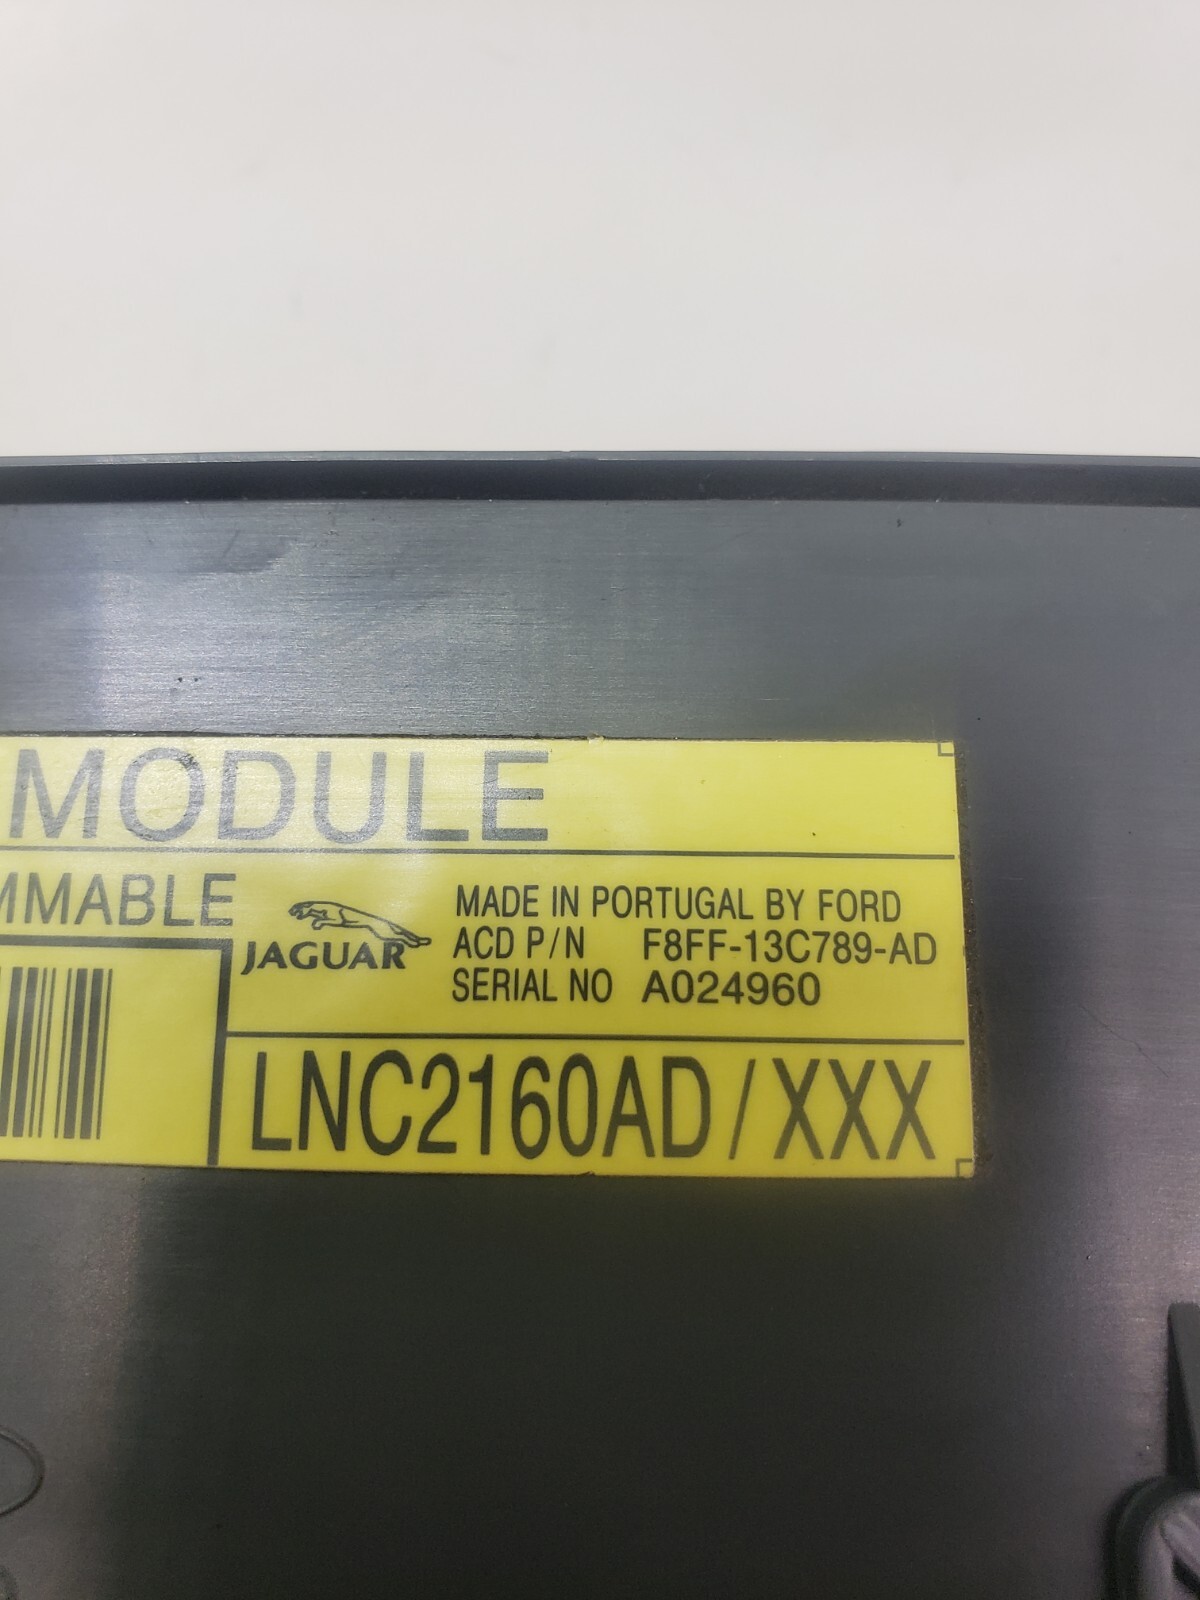 MODULE
MMABLE
JAGUAR
MADE IN PORTUGAL BY FORD
ACD P/N F8FF-13C789-AD
SERIAL NO A024960
LNC2160AD/XXX